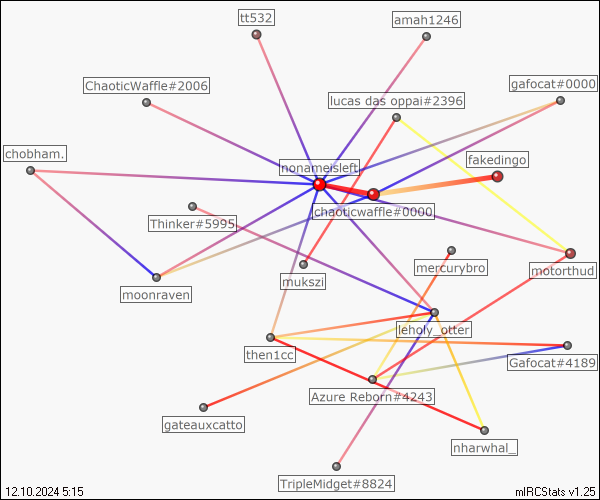 tt532
amah1246
ChaoticWaffle#2006
gafocat#0000
lucas das oppai#2396
chobham.
nonameisleft
fakedingo
chaoticwaffle#0000
Thinker#5995
mercurybro
motorthud
mukszi
moonraven
leholy_otter
then1cc
Gafocat#4189
Azure Reborn#4243
gateauxcatto
nharwhal_
TripleMidget#8824
12.10.2024 5:15
mIRCStats v1.25